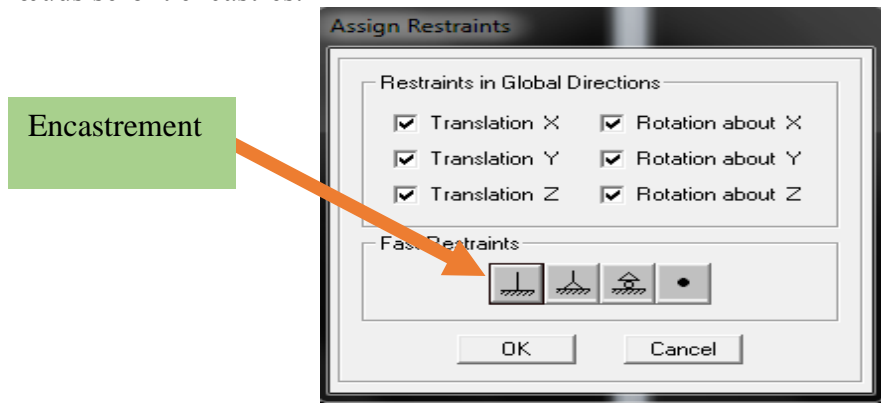 Assign Restraints
Restraints in Global Directions
Encastrement
Translation X
Rotation about X
Translation Y
Rotation about Y
Translation Z
Rotation about Z
Fast Restraints
OK
Cancel